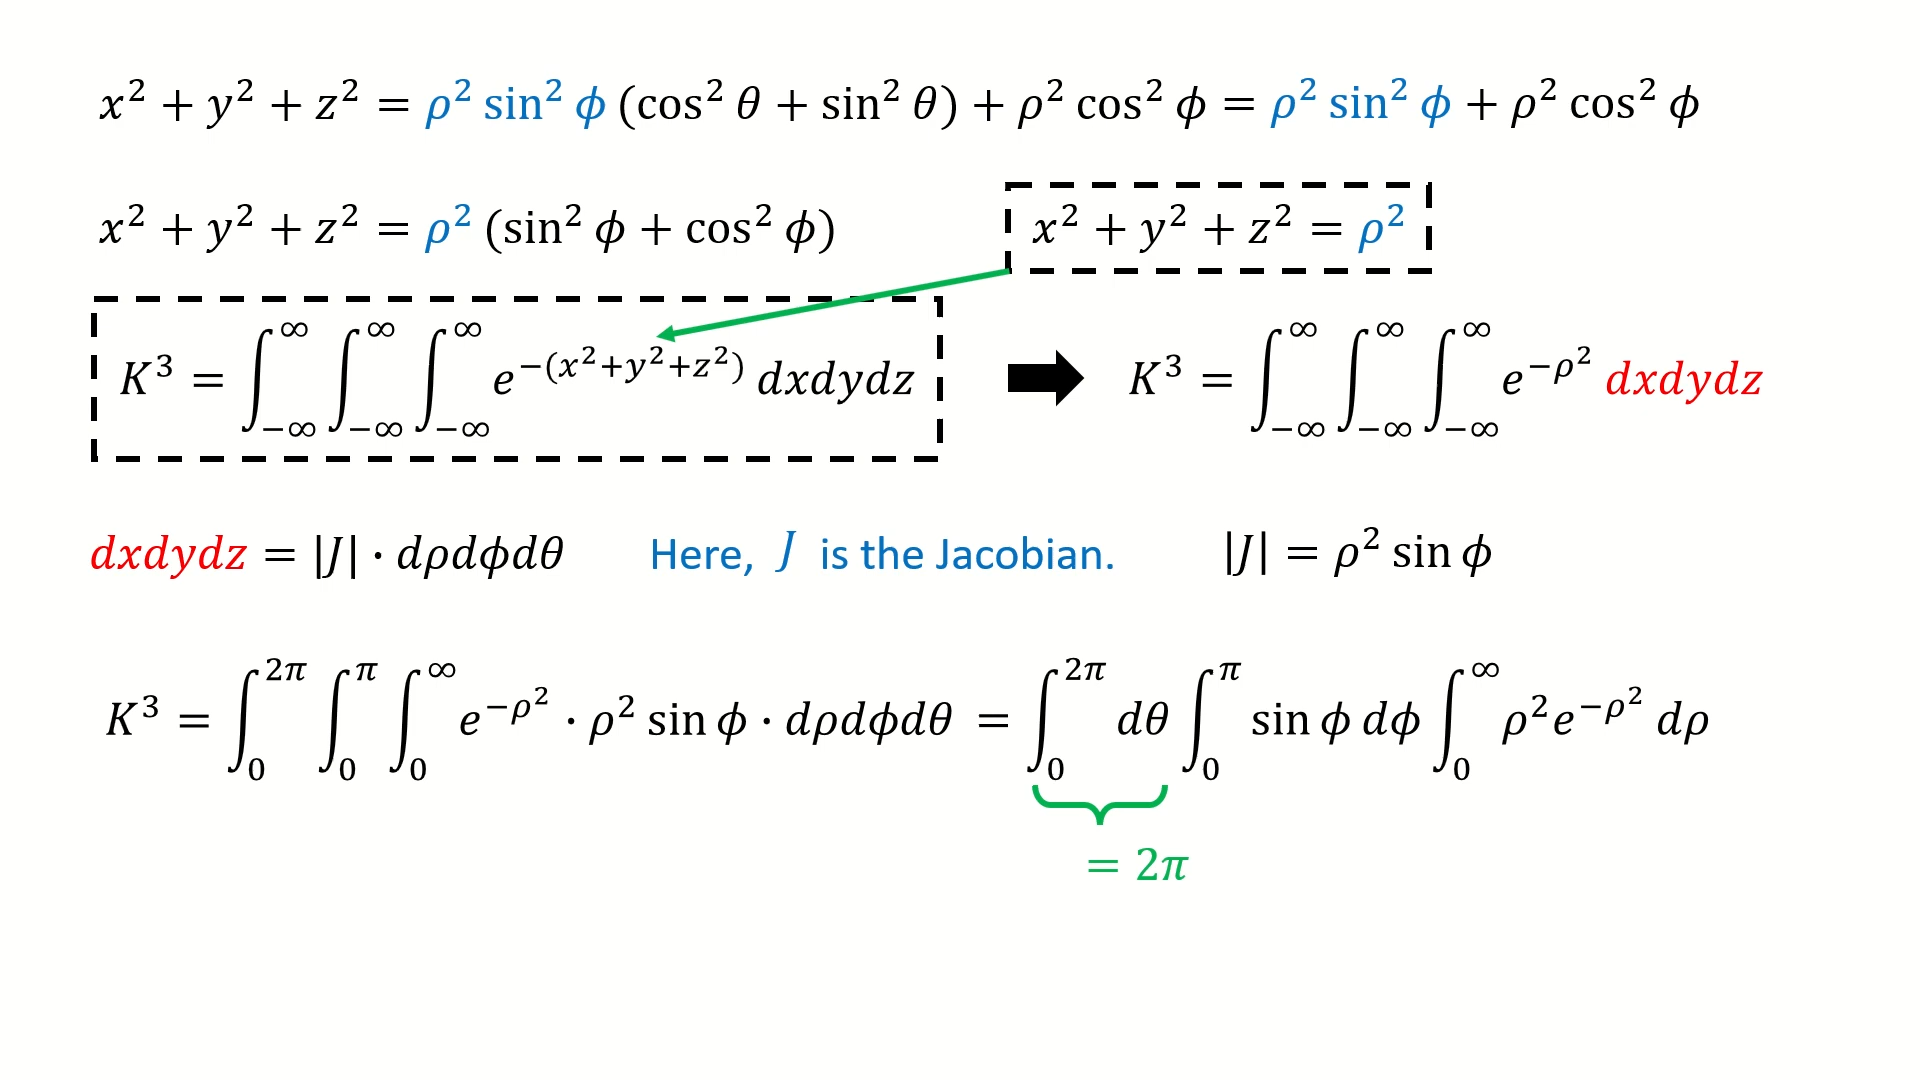 x² + y² + z² = ρ² sin² ϕ (cos² θ + sin² θ) + ρ² cos² ϕ = ρ² sin² ϕ + ρ² cos² ϕ
x² + y² + z² = ρ² (sin² ϕ + cos² ϕ) x² + y² + z² = ρ²
K³ = ∫_{-∞}^{∞} ∫_{-∞}^{∞} ∫_{-∞}^{∞} e^{-(x²+y²+z²)} dxdydz K³ = ∫_{-∞}^{∞} ∫_{-∞}^{∞} ∫_{-∞}^{∞} e^{-ρ²} dxdydz
dxdydz = |J| · dρdϕdθ Here, J is the Jacobian. |J| = ρ² sin ϕ
K³ = ∫_{0}^{2π} ∫_{0}^{π} ∫_{0}^{∞} e^{-ρ²} · ρ² sin ϕ · dρdϕdθ = ∫_{0}^{2π} dθ ∫_{0}^{π} sin ϕ dϕ ∫_{0}^{∞} ρ² e^{-ρ²} dρ
= 2π